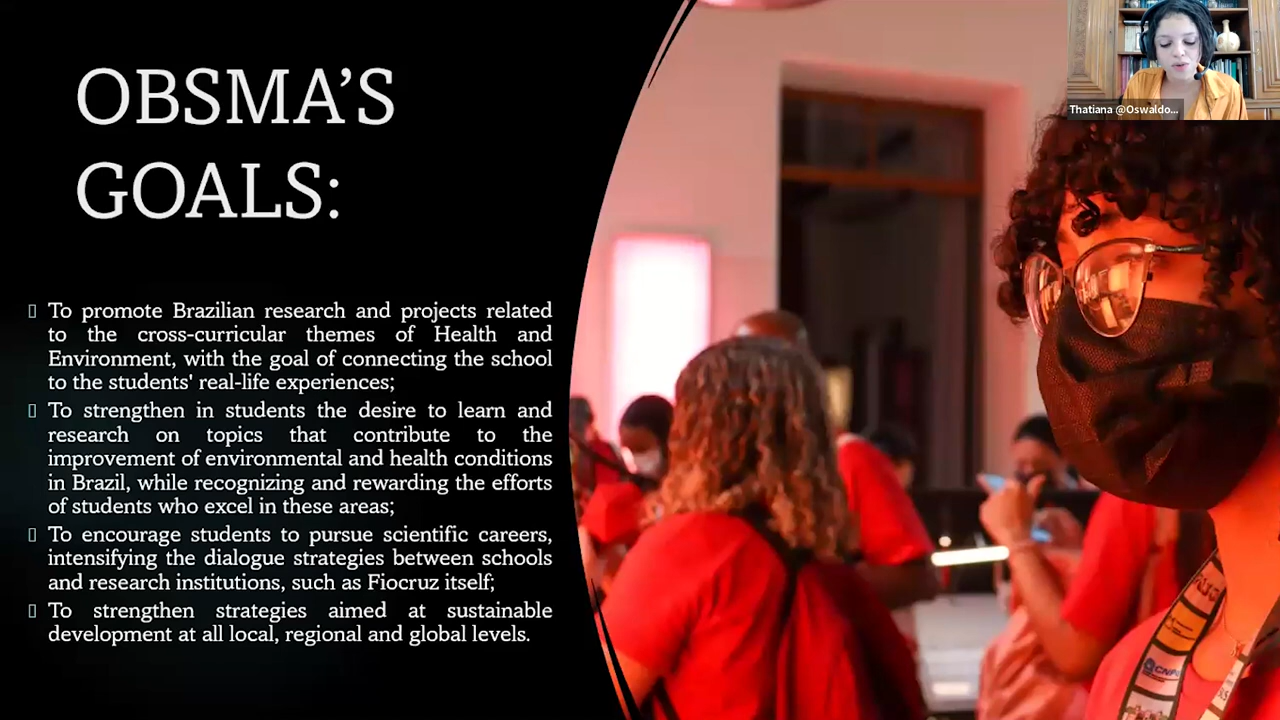 OBSMA'S
GOALS:
Thatiana @Oswaldo...
To promote Brazilian research and projects related
to the cross-curricular themes of Health and
Environment, with the goal of connecting the school
to the students' real-life experiences;
To strengthen in students the desire to learn and
research on topics that contribute to the
improvement of environmental and health conditions
in Brazil, while recognizing and rewarding the efforts
of students who excel in these areas;
To encourage students to pursue scientific careers,
intensifying the dialogue strategies between schools
and research institutions, such as Fiocruz itself;
To strengthen strategies aimed at sustainable
development at all local, regional and global levels.